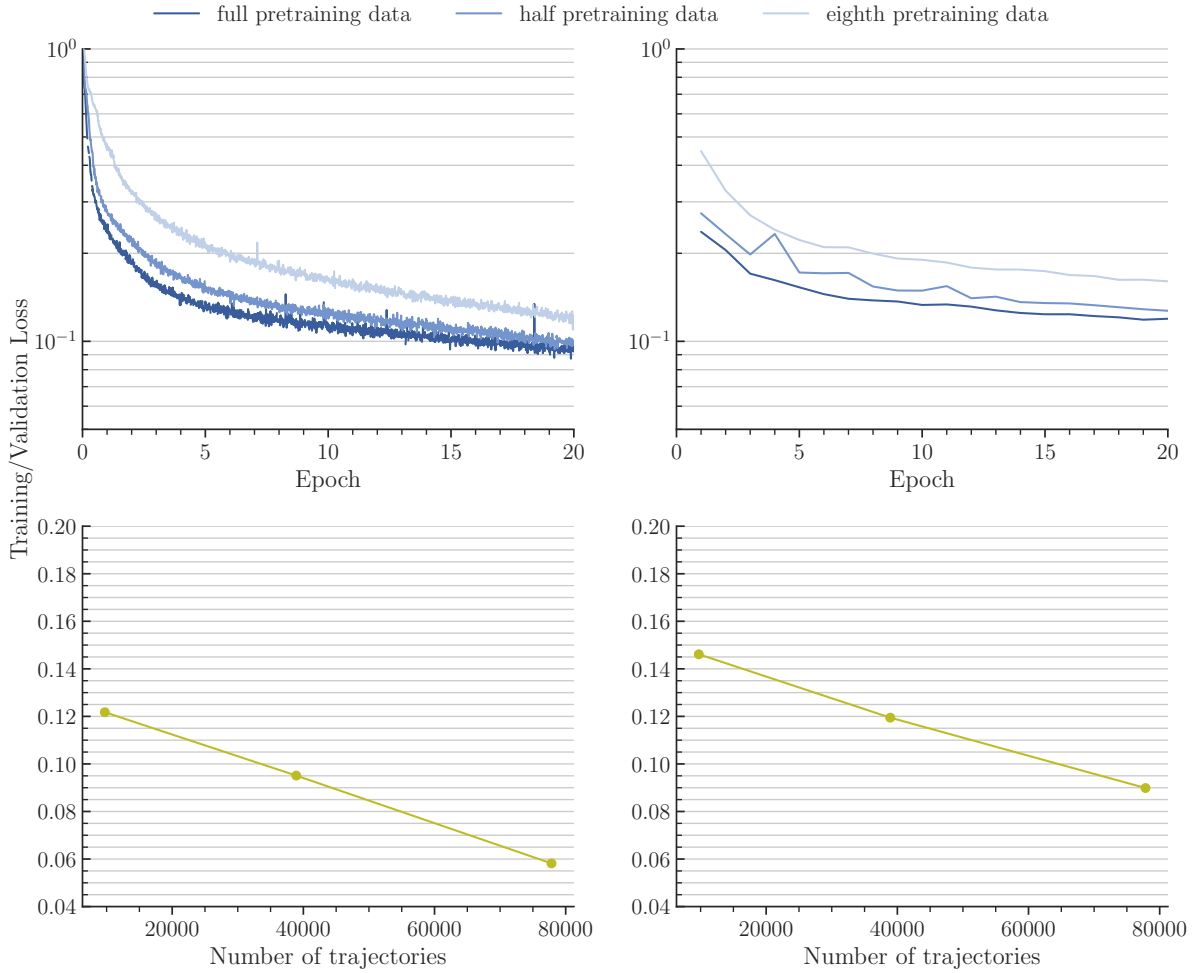 full pretraining data half pretraining data eighth pretraining data
Training/Validation Loss
10⁰
10⁻¹
0 5 10 15 20
Epoch
10⁰
10⁻¹
0 5 10 15 20
Epoch
0.20
0.18
0.16
0.14
0.12
0.10
0.08
0.06
0.04
20000 40000 60000 80000
Number of trajectories
0.20
0.18
0.16
0.14
0.12
0.10
0.08
0.06
0.04
20000 40000 60000 80000
Number of trajectories